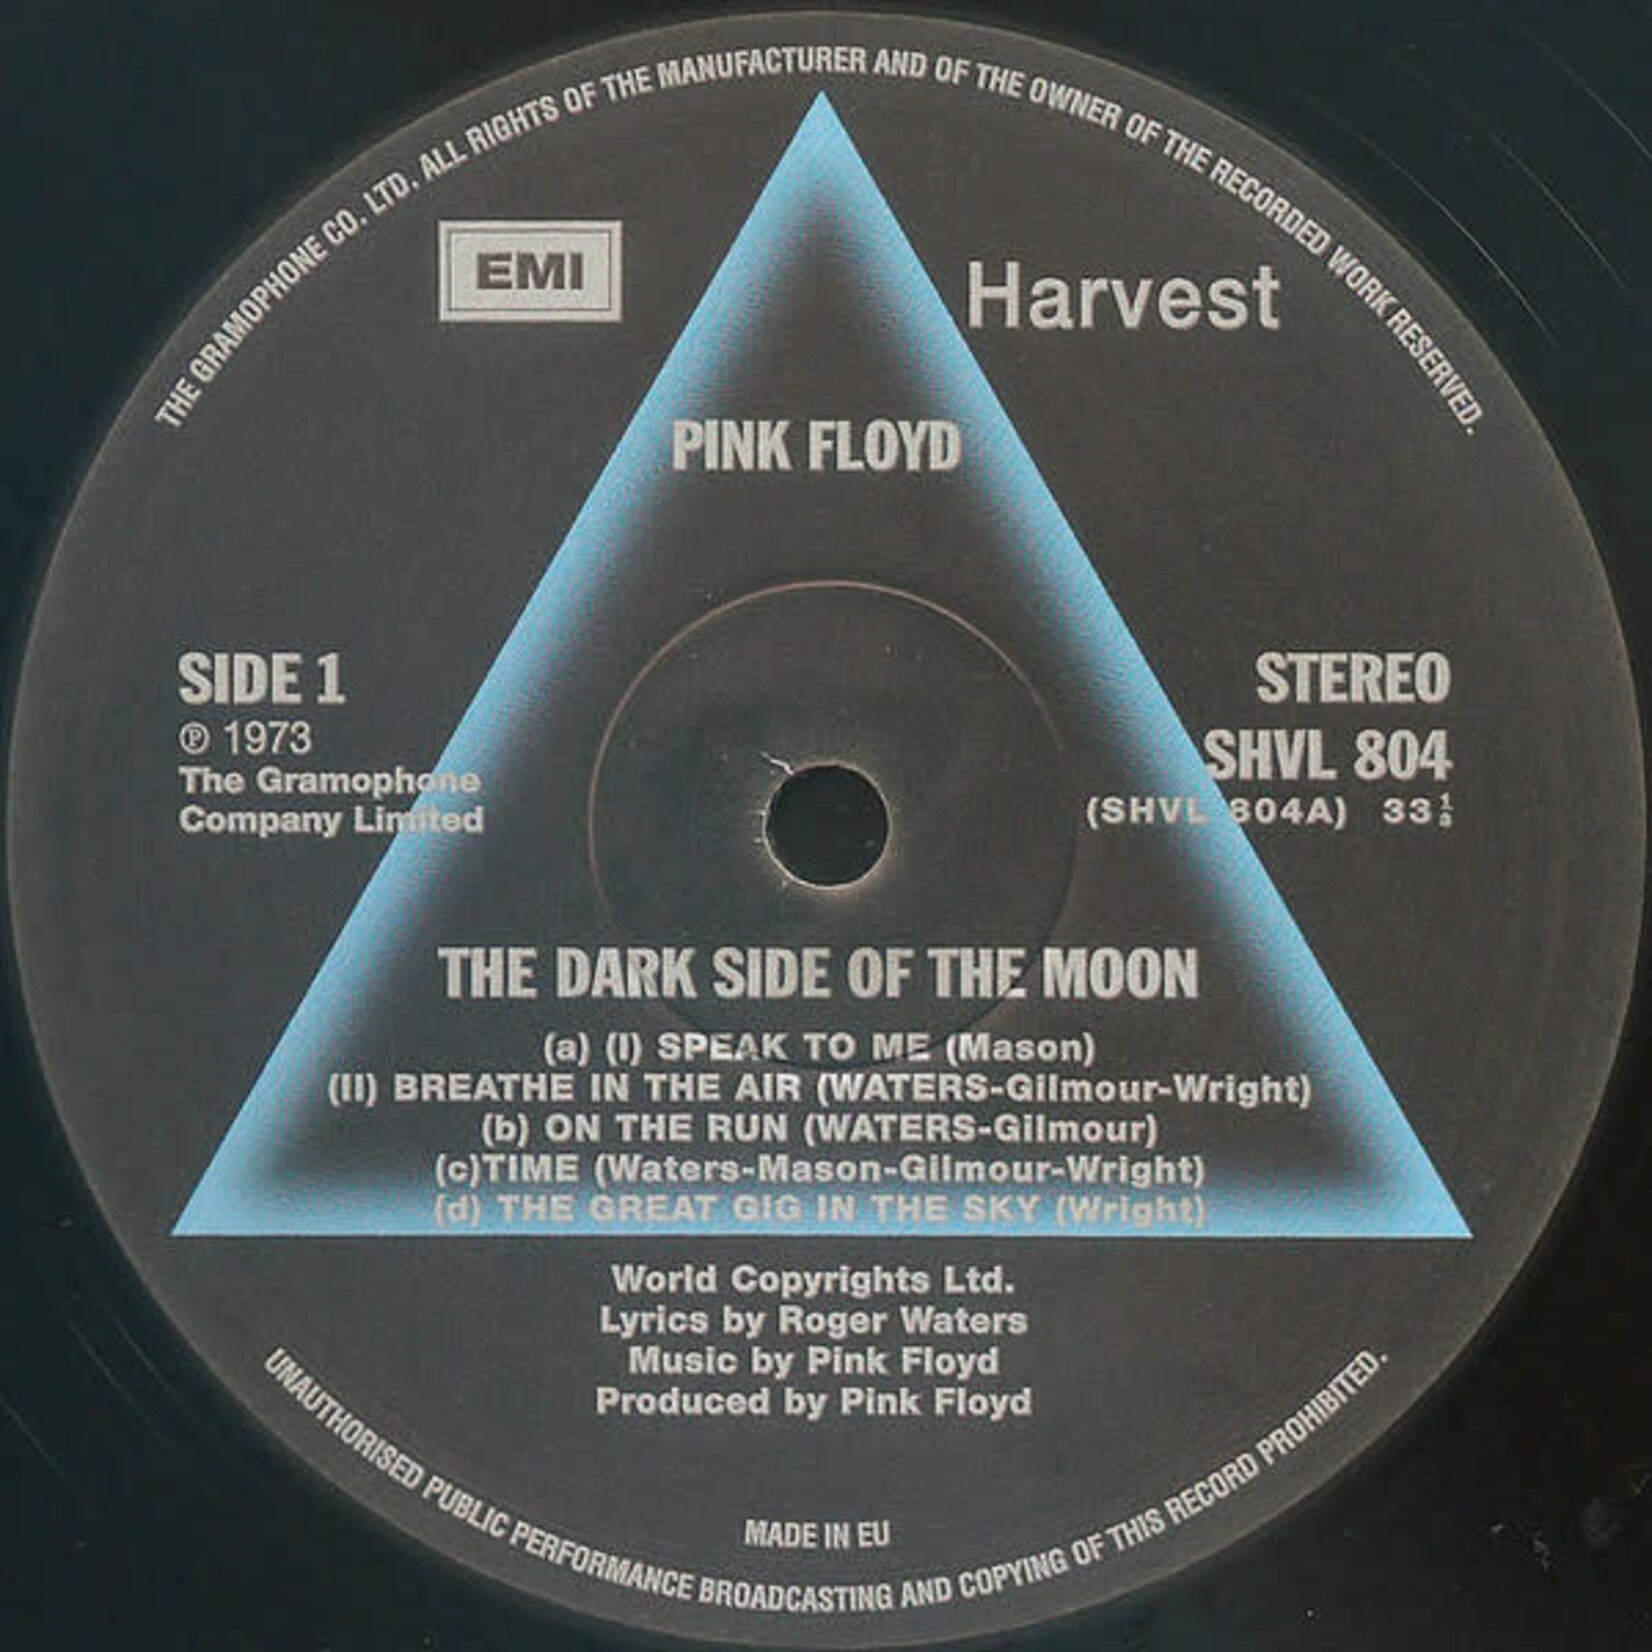 THE GRAMOPHONE CO. LTD. ALL RIGHTS OF THE MANUFACTURER AND OF THE OWNER OF THE RECORDED WORK RESERVED.
EMI
Harvest
PINK FLOYD
SIDE 1
℗ 1973
The Gramophone
Company Limited
STEREO
SHVL 804
(SHVL 804A) 33⅓
THE DARK SIDE OF THE MOON
(a) (I) SPEAK TO ME (Mason)
(II) BREATHE IN THE AIR (WATERS-Gilmour-Wright)
(b) ON THE RUN (WATERS-Gilmour)
(c)TIME (Waters-Mason-Gilmour-Wright)
(d) THE GREAT GIG IN THE SKY (Wright)
World Copyrights Ltd.
Lyrics by Roger Waters
Music by Pink Floyd
Produced by Pink Floyd
MADE IN EU
UNAUTHORISED PUBLIC PERFORMANCE BROADCASTING AND COPYING OF THIS RECORD PROHIBITED.